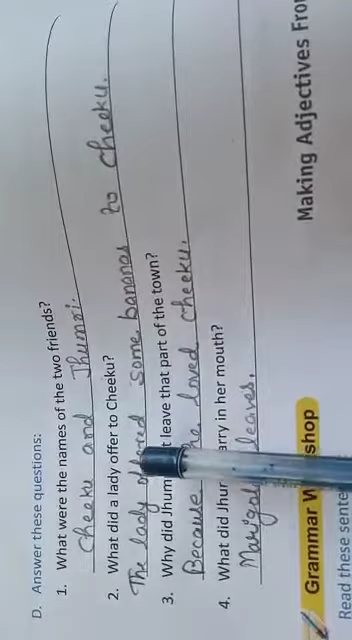 D. Answer these questions:
1. What were the names of the two friends?
Cheeku and Jhumri.
2. What did a lady offer to Cheeku?
The lady offered some bananas to cheeku.
3. Why did Jhum t leave that part of the town?
Because he loved cheeku.
4. What did Jhur arry in her mouth?
Marigol leaves.
Grammar W shop
Making Adjectives Fro
Read these sente